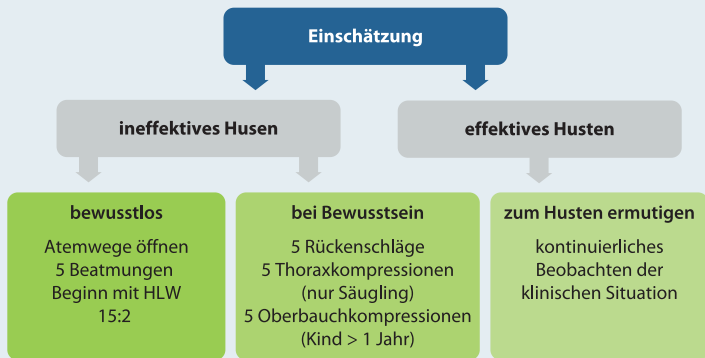 Einschätzung
ineffektives Husen
effektives Husten
bewusstlos
Atemwege öffnen
5 Beatmungen
Beginn mit HLW
15:2
bei Bewusstsein
5 Rückenschläge
5 Thoraxkompressionen
(nur Säugling)
5 Oberbauchkompressionen
(Kind > 1 Jahr)
zum Husten ermutigen
kontinuierliches
Beobachten der
klinischen Situation